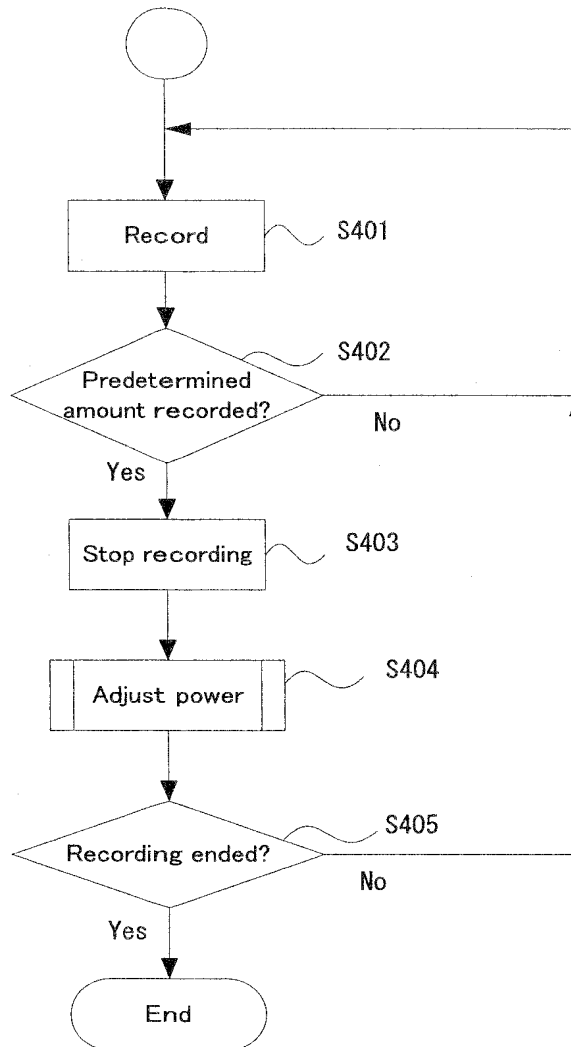 Record
S401
S402
Predetermined
amount recorded?
No
Yes
Stop recording
S403
Adjust power
S404
S405
Recording ended?
No
Yes
End